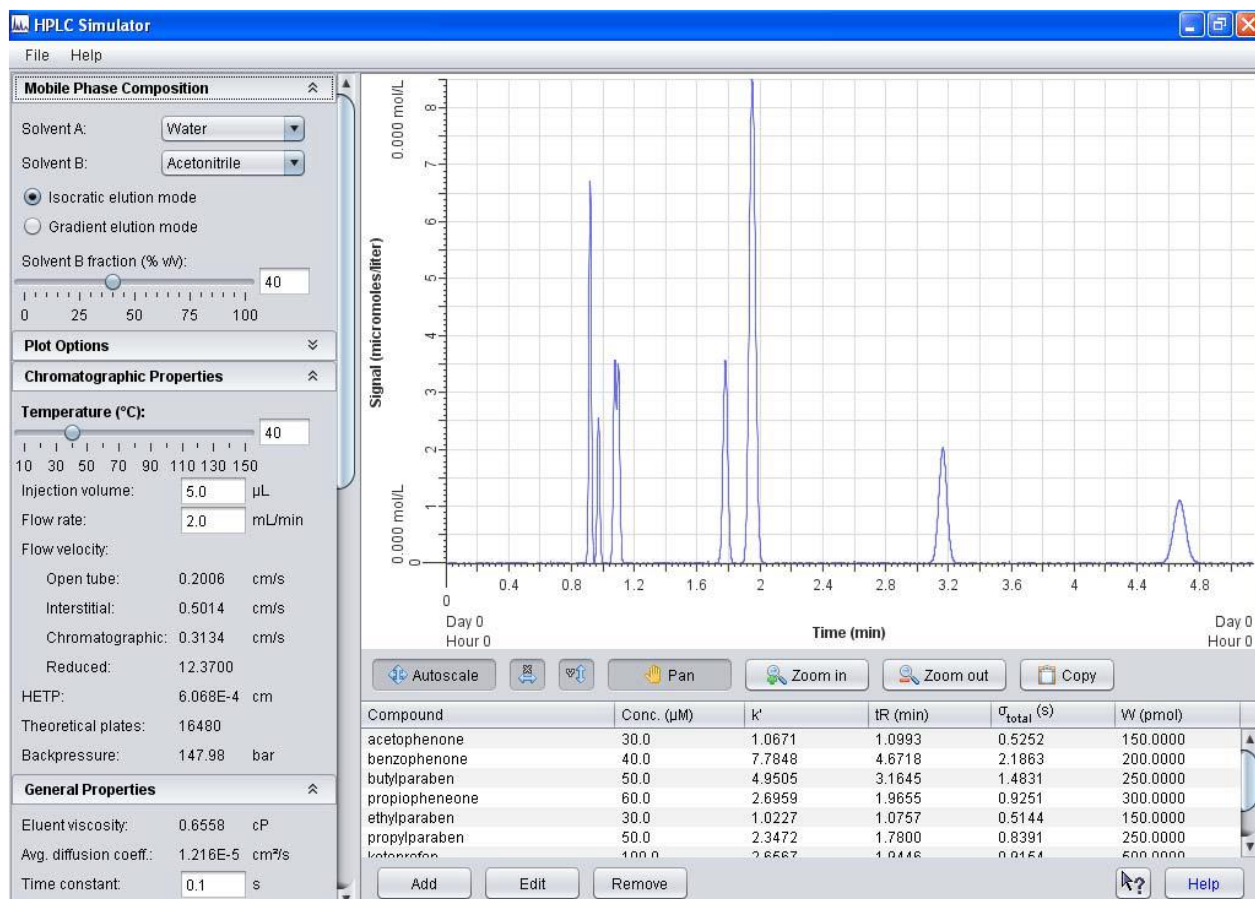 HPLC Simulator
File Help
Mobile Phase Composition
Solvent A: Water
Solvent B: Acetonitrile
Isocratic elution mode
Gradient elution mode
Solvent B fraction (% v/v):
40
0 25 50 75 100
Plot Options
Chromatographic Properties
Temperature (°C):
40
10 30 50 70 90 110 130 150
Injection volume: 5.0 µL
Flow rate: 2.0 mL/min
Flow velocity:
Open tube: 0.2006 cm/s
Interstitial: 0.5014 cm/s
Chromatographic: 0.3134 cm/s
Reduced: 12.3700
HETP: 6.068E-4 cm
Theoretical plates: 16480
Backpressure: 147.98 bar
General Properties
Eluent viscosity: 0.6558 cP
Avg. diffusion coeff.: 1.216E-5 cm²/s
Time constant: 0.1 s
Signal (micromoles/liter)
0.000 mol/L
0.000 mol/L
8
7
6
5
4
3
2
1
0
0.4 0.8 1.2 1.6 2 2.4 2.8 3.2 3.6 4 4.4 4.8
0
Day 0 Day 0
Hour 0 Hour 0
Time (min)
Autoscale Pan Zoom in Zoom out Copy
Compound Conc. (µM) k' tR (min) σtotal (s) W (pmol)
acetophenone 30.0 1.0671 1.0993 0.5252 150.0000
benzophenone 40.0 7.7848 4.6718 2.1863 200.0000
butylparaben 50.0 4.9505 3.1645 1.4831 250.0000
propiopheneone 60.0 2.6959 1.9655 0.9251 300.0000
ethylparaben 30.0 1.0227 1.0757 0.5144 150.0000
propylparaben 50.0 2.3472 1.7800 0.8391 250.0000
ketoprofen 100.0 2.6567 1.9446 0.9154 500.0000
Add Edit Remove ? Help